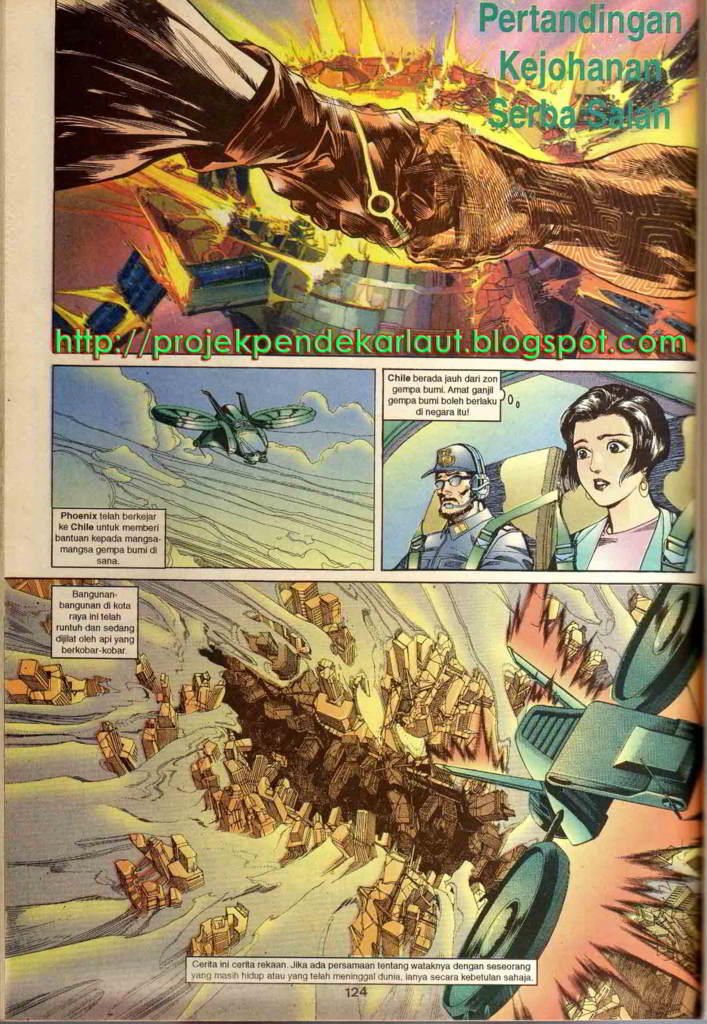 Pertandingan
Kejohanan
Serba Salah
http://projekpendekarlaut.blogspot.com
Phoenix telah berkejar
ke Chile untuk memberi
bantuan kepada mangsa-
mangsa gempa bumi di
sana.
Chile berada jauh dari zon
gempa bumi. Amat ganjil
gempa bumi boleh berlaku
di negara itu!
Bangunan-
bangunan di kota
raya ini telah
runtuh dan sedang
dijilat oleh api yang
berkobar-kobar.
Cerita ini cerita rekaan. Jika ada persamaan tentang wataknya dengan seseorang
yang masih hidup atau yang telah meninggal dunia, ianya secara kebetulan sahaja.
124